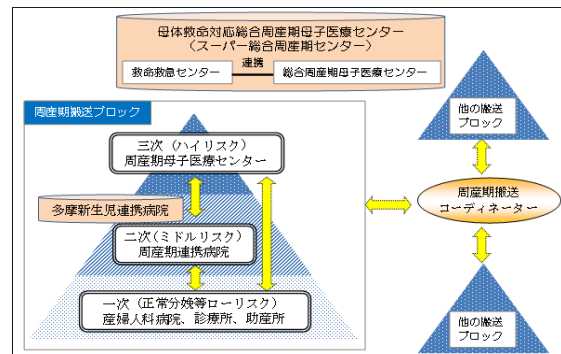 母体救命対応総合周産期母子医療センター
（スーパー総合周産期センター）
連携
救命救急センター
総合周産期母子医療センター
周産期搬送ブロック
三次（ハイリスク）
周産期母子医療センター
多摩新生児連携病院
二次(ミドルリスク)
周産期連携病院
一次（正常分娩等ローリスク）
産婦人科病院、診療所、助産所
他の搬送
ブロック
周産期搬送
コーディネーター
他の搬送
ブロック